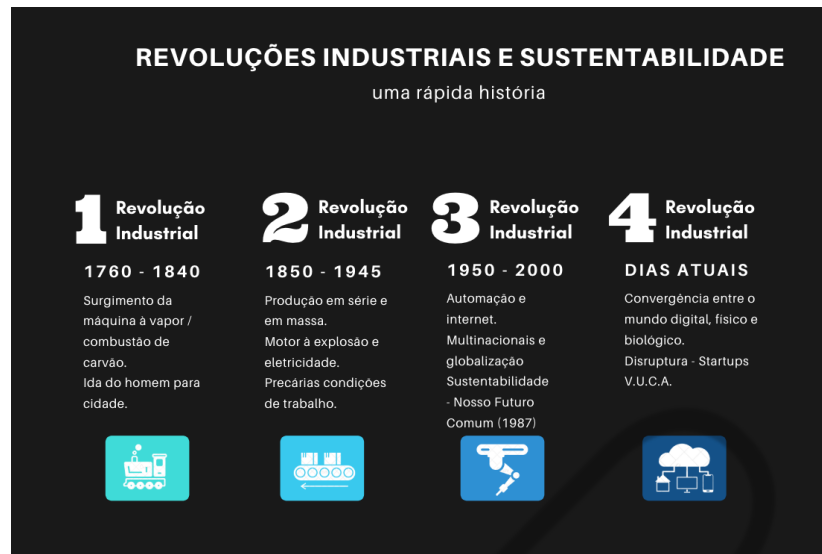 REVOLUÇÕES INDUSTRIAIS E SUSTENTABILIDADE
uma rápida história
1 Revolução
Industrial
1760 - 1840
Surgimento da
máquina à vapor /
combustão de
carvão.
Ida do homem para
cidade.
2 Revolução
Industrial
1850 - 1945
Produção em série e
em massa.
Motor à explosão e
eletricidade.
Precárias condições
de trabalho.
3 Revolução
Industrial
1950 - 2000
Automação e
internet.
Multinacionais e
globalização
Sustentabilidade
- Nosso Futuro
Comum (1987)
4 Revolução
Industrial
DIAS ATUAIS
Convergência entre o
mundo digital, físico e
biológico.
Disruptura - Startups
V.U.C.A.